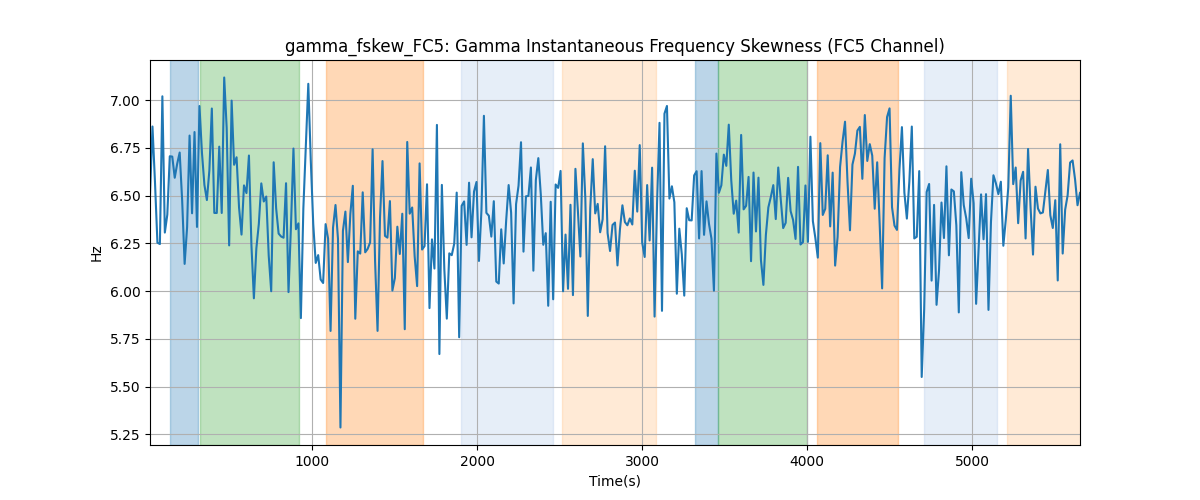 gamma_fskew_FC5: Gamma Instantaneous Frequency Skewness (FC5 Channel)
7.00
6.75
6.50
6.25
6.00
5.75
5.50
5.25
Hz
1000 2000 3000 4000 5000
Time(s)